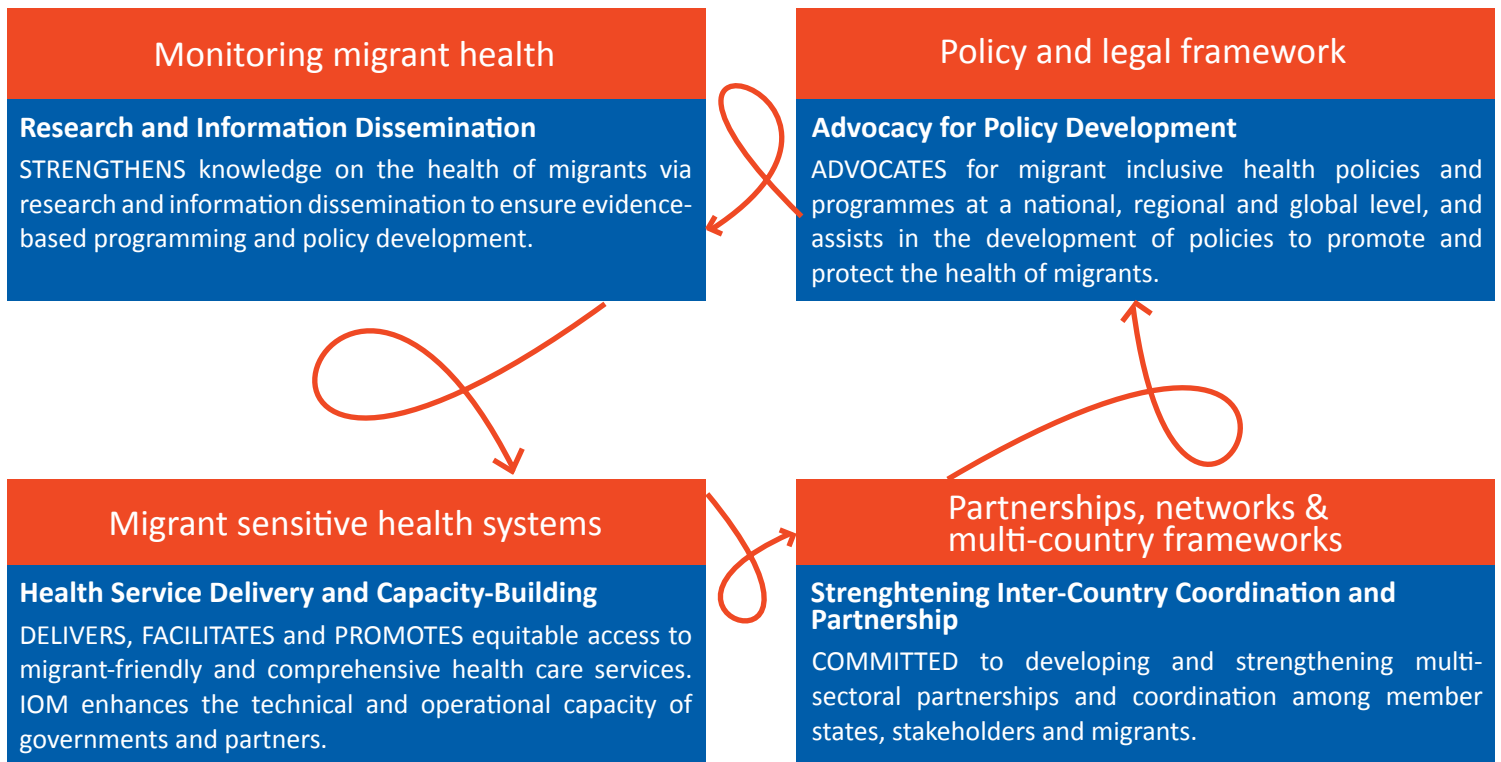 Monitoring migrant health
Research and Information Dissemination
STRENGTHENS knowledge on the health of migrants via
research and information dissemination to ensure evidence-
based programming and policy development.
Policy and legal framework
Advocacy for Policy Development
ADVOCATES for migrant inclusive health policies and
programmes at a national, regional and global level, and
assists in the development of policies to promote and
protect the health of migrants.
Migrant sensitive health systems
Health Service Delivery and Capacity-Building
DELIVERS, FACILITATES and PROMOTES equitable access to
migrant-friendly and comprehensive health care services.
IOM enhances the technical and operational capacity of
governments and partners.
Partnerships, networks &
multi-country frameworks
Strenghtening Inter-Country Coordination and
Partnership
COMMITTED to developing and strengthening multi-
sectoral partnerships and coordination among member
states, stakeholders and migrants.